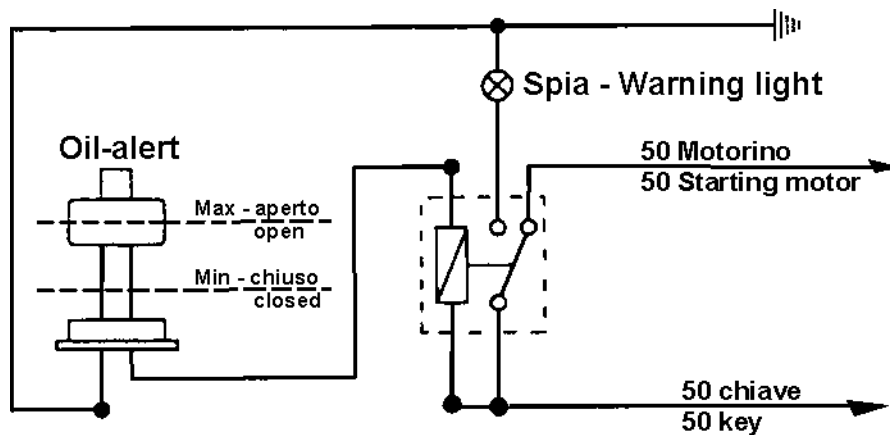 Spia - Warning light
Oil-alert
50 Motorino
50 Starting motor
Max - aperto
open
Min - chiuso
closed
50 chiave
50 key